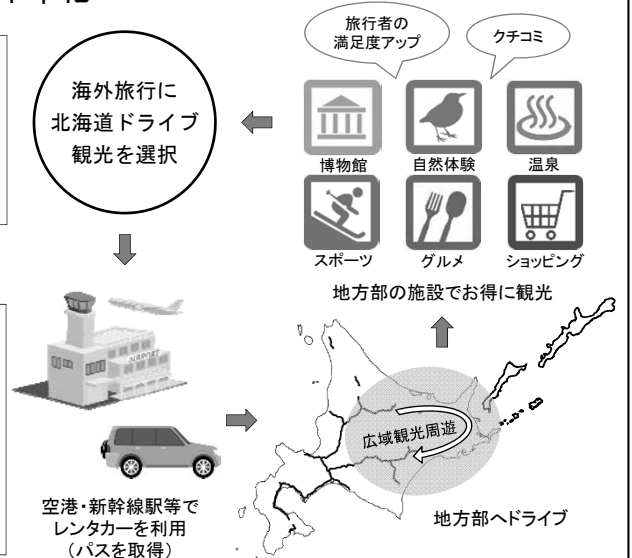 旅行者の
満足度アップ
クチコミ
海外旅行に
北海道ドライブ
観光を選択
博物館
自然体験
温泉
スポーツ
グルメ
ショッピング
地方部の施設でお得に観光
AIRPORT
広域観光周遊
空港・新幹線駅等で
レンタカーを利用
（パスを取得）
地方部へドライブ